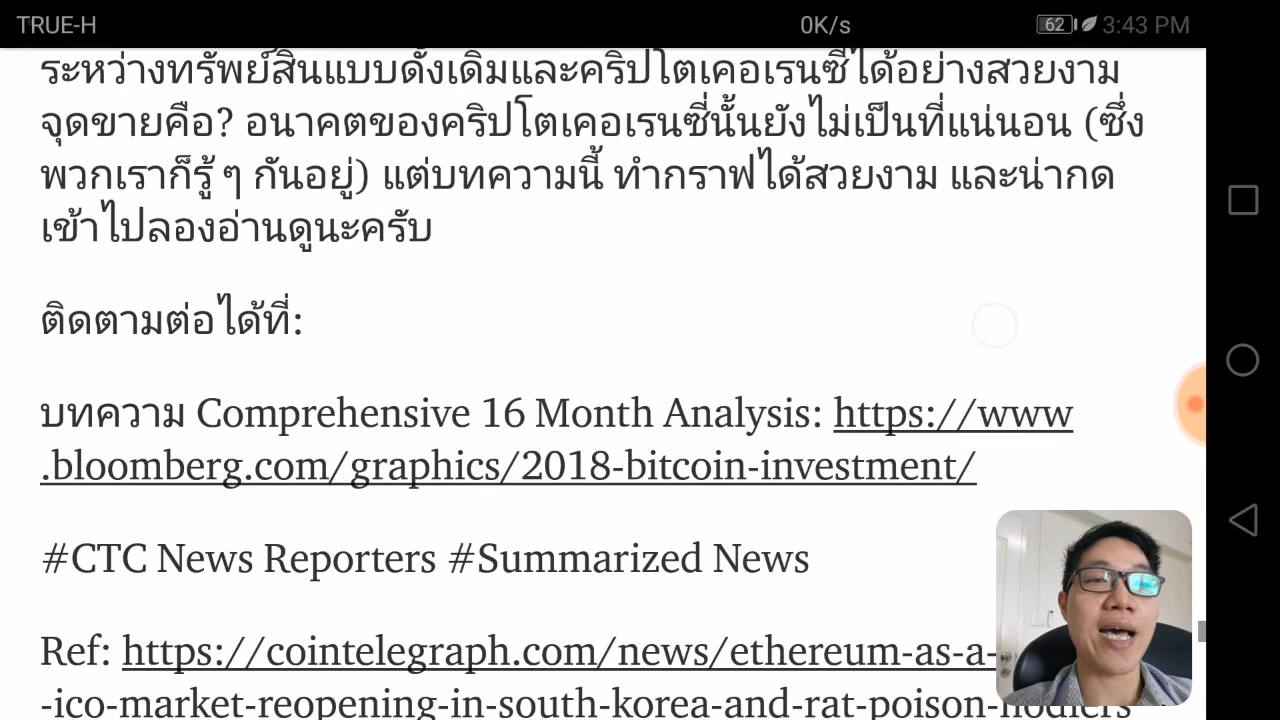 TRUE-H 0K/s 62 3:43 PM
ระหว่างทรัพย์สินแบบดั้งเดิมและคริปโตเคอเรนซี่ได้อย่างสวยงาม
จุดขายคือ? อนาคตของคริปโตเคอเรนซี่นั้นยังไม่เป็นที่แน่นอน (ซึ่ง
พวกเราก็รู้ ๆ กันอยู่) แต่บทความนี้ ทำกราฟได้สวยงาม และน่ากด
เข้าไปลองอ่านดูนะครับ
ติดตามต่อได้ที่:
บทความ Comprehensive 16 Month Analysis: https://www
.bloomberg.com/graphics/2018-bitcoin-investment/
#CTC News Reporters #Summarized News
Ref: https://cointelegraph.com/news/ethereum-as-a-
-ico-market-reopening-in-south-korea-and-rat-poison-hodlers